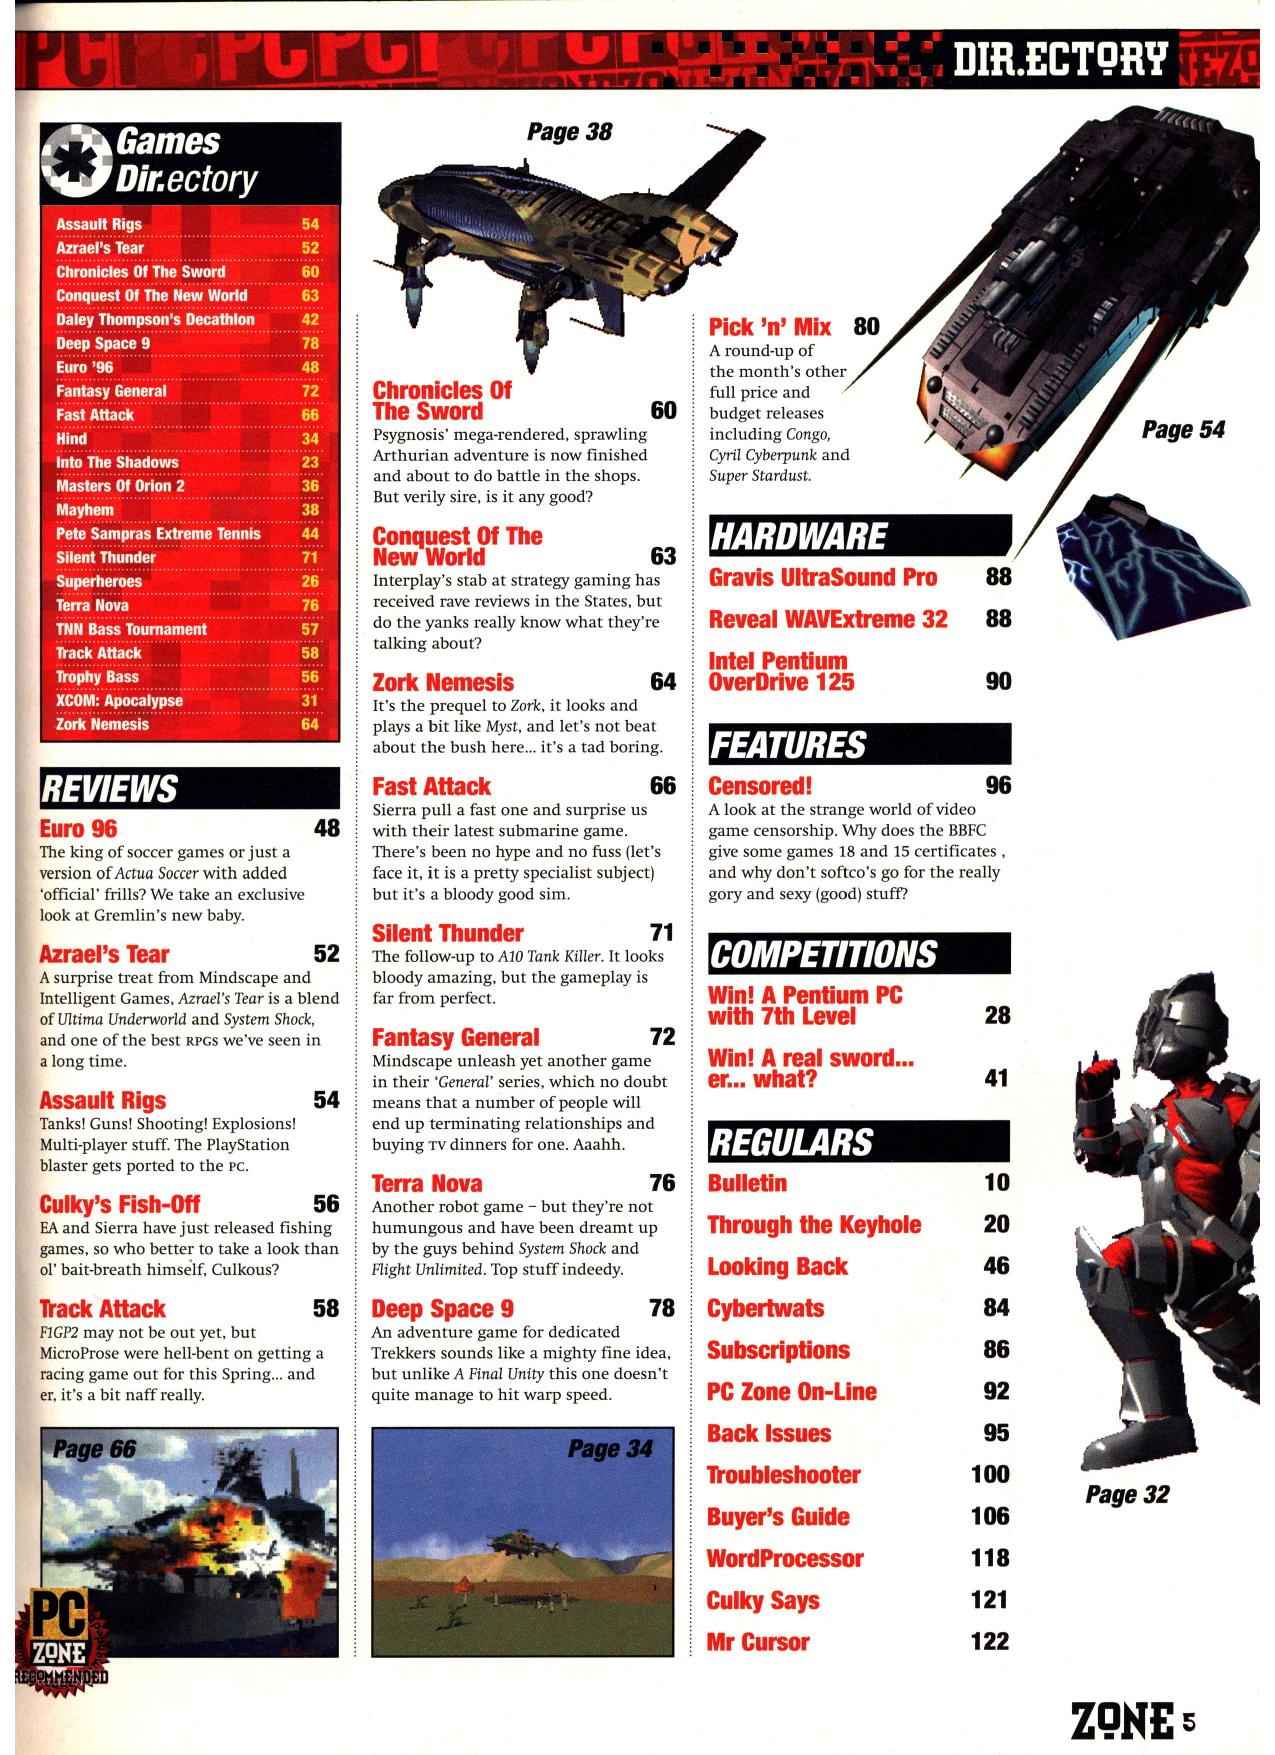 DIR.ECTORY
Games
Dir.ectory
Assault Rigs 54
Azrael's Tear 52
Chronicles Of The Sword 60
Conquest Of The New World 63
Daley Thompson's Decathlon 42
Deep Space 9 78
Euro '96 48
Fantasy General 72
Fast Attack 66
Hind 34
Into The Shadows 23
Masters Of Orion 2 36
Mayhem 38
Pete Sampras Extreme Tennis 44
Silent Thunder 71
Superheroes 26
Terra Nova 76
TNN Bass Tournament 57
Track Attack 58
Trophy Bass 56
XCOM: Apocalypse 31
Zork Nemesis 64
REVIEWS
Euro 96 48
The king of soccer games or just a
version of Actua Soccer with added
'official' frills? We take an exclusive
look at Gremlin's new baby.
Azrael's Tear 52
A surprise treat from Mindscape and
Intelligent Games, Azrael's Tear is a blend
of Ultima Underworld and System Shock,
and one of the best RPGs we've seen in
a long time.
Assault Rigs 54
Tanks! Guns! Shooting! Explosions!
Multi-player stuff. The PlayStation
blaster gets ported to the PC.
Culky's Fish-Off 56
EA and Sierra have just released fishing
games, so who better to take a look than
ol' bait-breath himself, Culkous?
Track Attack 58
F1GP2 may not be out yet, but
MicroProse were hell-bent on getting a
racing game out for this Spring... and
er, it's a bit naff really.
Page 66
PC
ZONE
RECOMMENDED
Page 38
Chronicles Of
The Sword 60
Psygnosis' mega-rendered, sprawling
Arthurian adventure is now finished
and about to do battle in the shops.
But verily sire, is it any good?
Conquest Of The
New World 63
Interplay's stab at strategy gaming has
received rave reviews in the States, but
do the yanks really know what they're
talking about?
Zork Nemesis 64
It's the prequel to Zork, it looks and
plays a bit like Myst, and let's not beat
about the bush here... it's a tad boring.
Fast Attack 66
Sierra pull a fast one and surprise us
with their latest submarine game.
There's been no hype and no fuss (let's
face it, it is a pretty specialist subject)
but it's a bloody good sim.
Silent Thunder 71
The follow-up to A10 Tank Killer. It looks
bloody amazing, but the gameplay is
far from perfect.
Fantasy General 72
Mindscape unleash yet another game
in their 'General' series, which no doubt
means that a number of people will
end up terminating relationships and
buying TV dinners for one. Aaahh.
Terra Nova 76
Another robot game – but they're not
humungous and have been dreamt up
by the guys behind System Shock and
Flight Unlimited. Top stuff indeedy.
Deep Space 9 78
An adventure game for dedicated
Trekkers sounds like a mighty fine idea,
but unlike A Final Unity this one doesn't
quite manage to hit warp speed.
Page 34
Pick 'n' Mix 80
A round-up of
the month's other
full price and
budget releases
including Congo,
Cyril Cyberpunk and
Super Stardust.
Page 54
HARDWARE
Gravis UltraSound Pro 88
Reveal WAVExtreme 32 88
Intel Pentium
OverDrive 125 90
FEATURES
Censored! 96
A look at the strange world of video
game censorship. Why does the BBFC
give some games 18 and 15 certificates ,
and why don't softco's go for the really
gory and sexy (good) stuff?
COMPETITIONS
Win! A Pentium PC
with 7th Level 28
Win! A real sword...
er... what? 41
REGULARS
Bulletin 10
Through the Keyhole 20
Looking Back 46
Cybertwats 84
Subscriptions 86
PC Zone On-Line 92
Back Issues 95
Troubleshooter 100
Buyer's Guide 106
WordProcessor 118
Culky Says 121
Mr Cursor 122
Page 32
ZONE 5